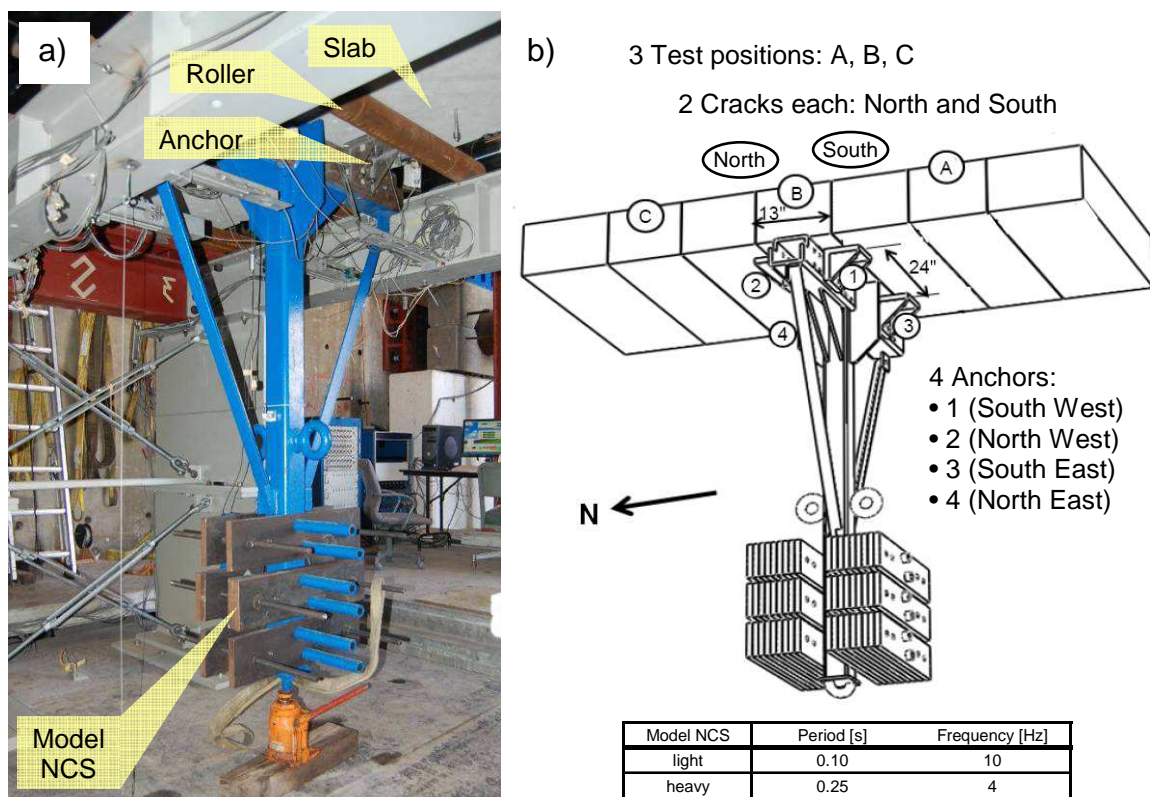 a)
Slab
Roller
Anchor
Model
NCS
b)
3 Test positions: A, B, C
2 Cracks each: North and South
North
South
A
B
C
13"
24"
1
2
3
4
4 Anchors:
• 1 (South West)
• 2 (North West)
• 3 (South East)
• 4 (North East)
N
Model NCS Period [s] Frequency [Hz]
light 0.10 10
heavy 0.25 4